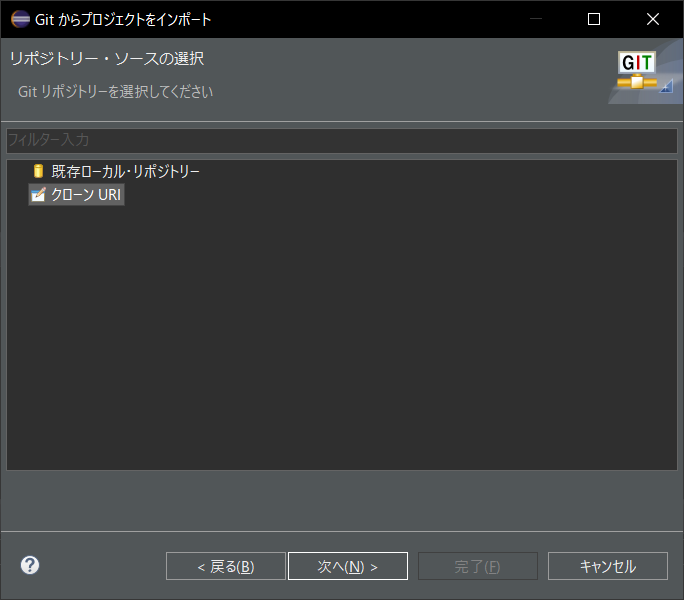 Git からプロジェクトをインポート
リポジトリー・ソースの選択
Git リポジトリーを選択してください
GIT
フィルター入力
既存ローカル・リポジトリー
クローン URI
?
< 戻る(B)
次へ(N) >
完了(F)
キャンセル